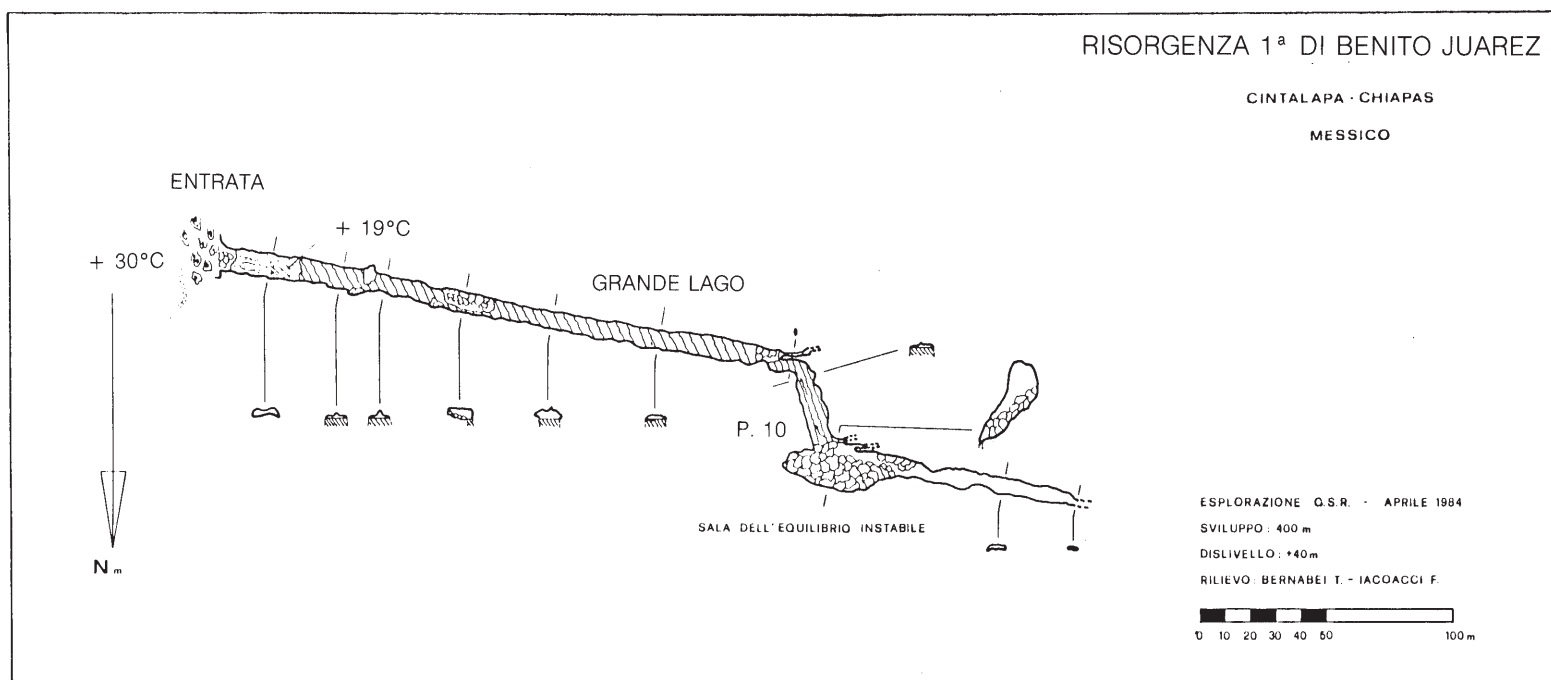 RISORGENZA 1ª DI BENITO JUAREZ
CINTALAPA - CHIAPAS
MESSICO
ENTRATA
+ 19°C
+ 30°C
GRANDE LAGO
P. 10
SALA DELL'EQUILIBRIO INSTABILE
Nm
ESPLORAZIONE G.S.R. - APRILE 1984
SVILUPPO: 400 m
DISLIVELLO: +40m
RILIEVO: BERNABEI T. - IACOACCI F.
0 10 20 30 40 50 100 m